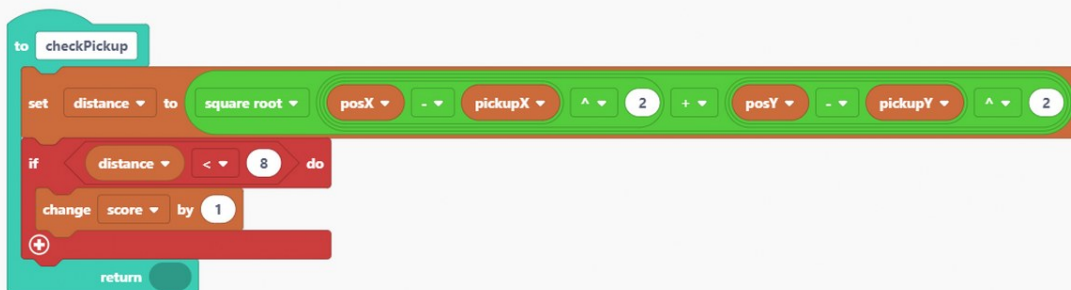 to checkPickup
set distance to square root posX - pickupX ^ 2 + posY - pickupY ^ 2
if distance < 8 do
change score by 1
return